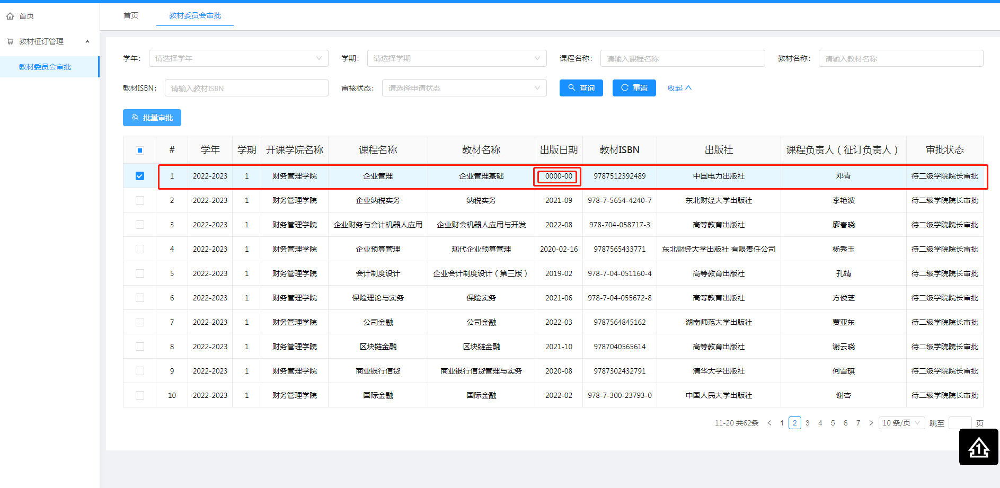 首页
教材征订管理
教材委员会审批
首页 教材委员会审批
学年： 请选择学年 学期： 请选择学期 课程名称： 请输入课程名称 教材名称： 请输入教材名称
教材ISBN： 请输入教材ISBN 审核状态： 请选择申请状态 查询 重置 收起
批量审批
# 学年 学期 开课学院名称 课程名称 教材名称 出版日期 教材ISBN 出版社 课程负责人（征订负责人） 审批状态
1 2022-2023 1 财务管理学院 企业管理 企业管理基础 0000-00 9787512392489 中国电力出版社 邓青 待二级学院院长审批
2 2022-2023 1 财务管理学院 企业纳税实务 纳税实务 2021-09 978-7-5654-4240-7 东北财经大学出版社 李艳波 待二级学院院长审批
3 2022-2023 1 财务管理学院 企业财务与会计机器人应用 企业财会机器人应用与开发 2022-08 978-704-058717-3 高等教育出版社 廖春晓 待二级学院院长审批
4 2022-2023 1 财务管理学院 企业预算管理 现代企业预算管理 2020-02-16 9787565433771 东北财经大学出版社 有限责任公司 杨秀玉 待二级学院院长审批
5 2022-2023 1 财务管理学院 会计制度设计 企业会计制度设计（第三版） 2019-02 978-7-04-051160-4 高等教育出版社 孔靖 待二级学院院长审批
6 2022-2023 1 财务管理学院 保险理论与实务 保险实务 2021-06 978-7-04-055672-8 高等教育出版社 方俊芝 待二级学院院长审批
7 2022-2023 1 财务管理学院 公司金融 公司金融 2022-03 9787564845162 湖南师范大学出版社 贾亚东 待二级学院院长审批
8 2022-2023 1 财务管理学院 区块链金融 区块链金融 2021-10 9787040565614 高等教育出版社 谢云晓 待二级学院院长审批
9 2022-2023 1 财务管理学院 商业银行信贷 商业银行信贷管理与实务 2020-08 9787302432791 清华大学出版社 何雪琪 待二级学院院长审批
10 2022-2023 1 财务管理学院 国际金融 国际金融 2022-02 978-7-300-23793-0 中国人民大学出版社 谢杏 待二级学院院长审批
11-20 共62条 < 1 2 3 4 5 6 7 > 10 条/页 跳至 页
1